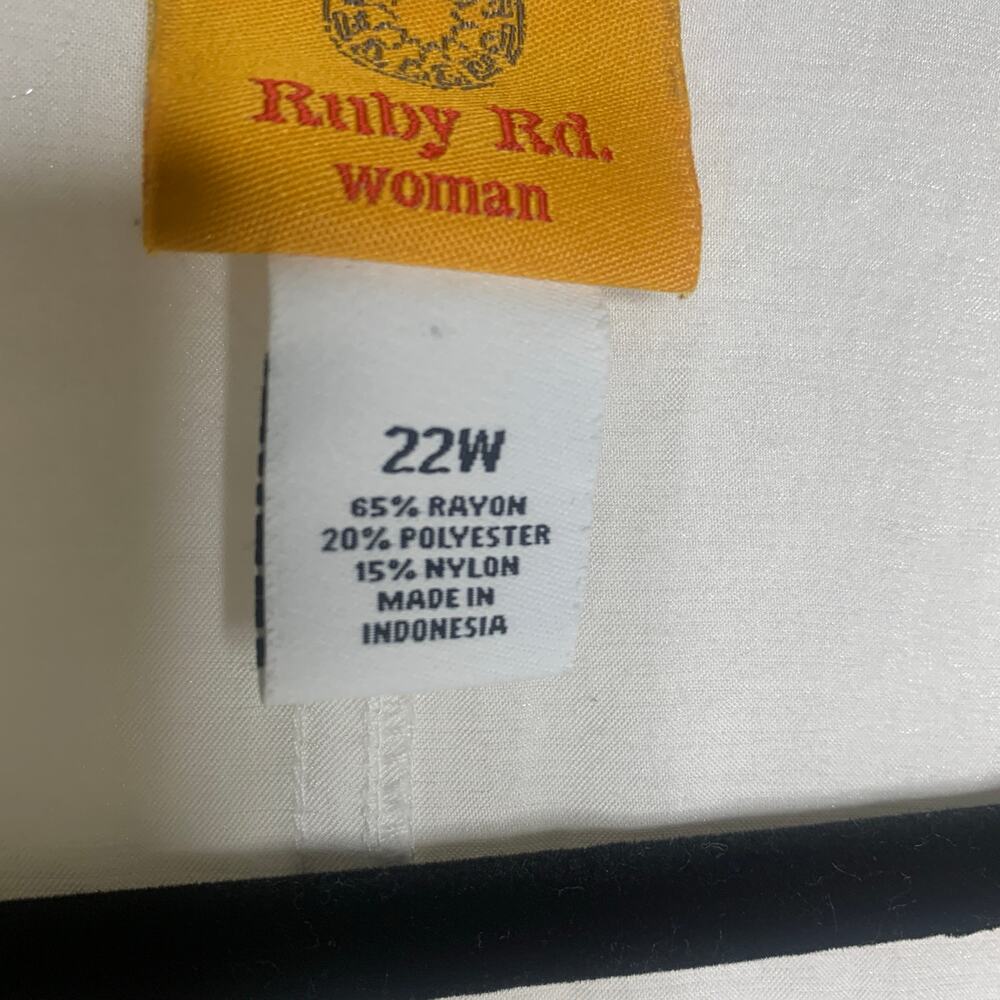 Ruby Rd.
woman
22W
65% RAYON
20% POLYESTER
15% NYLON
MADE IN
INDONESIA